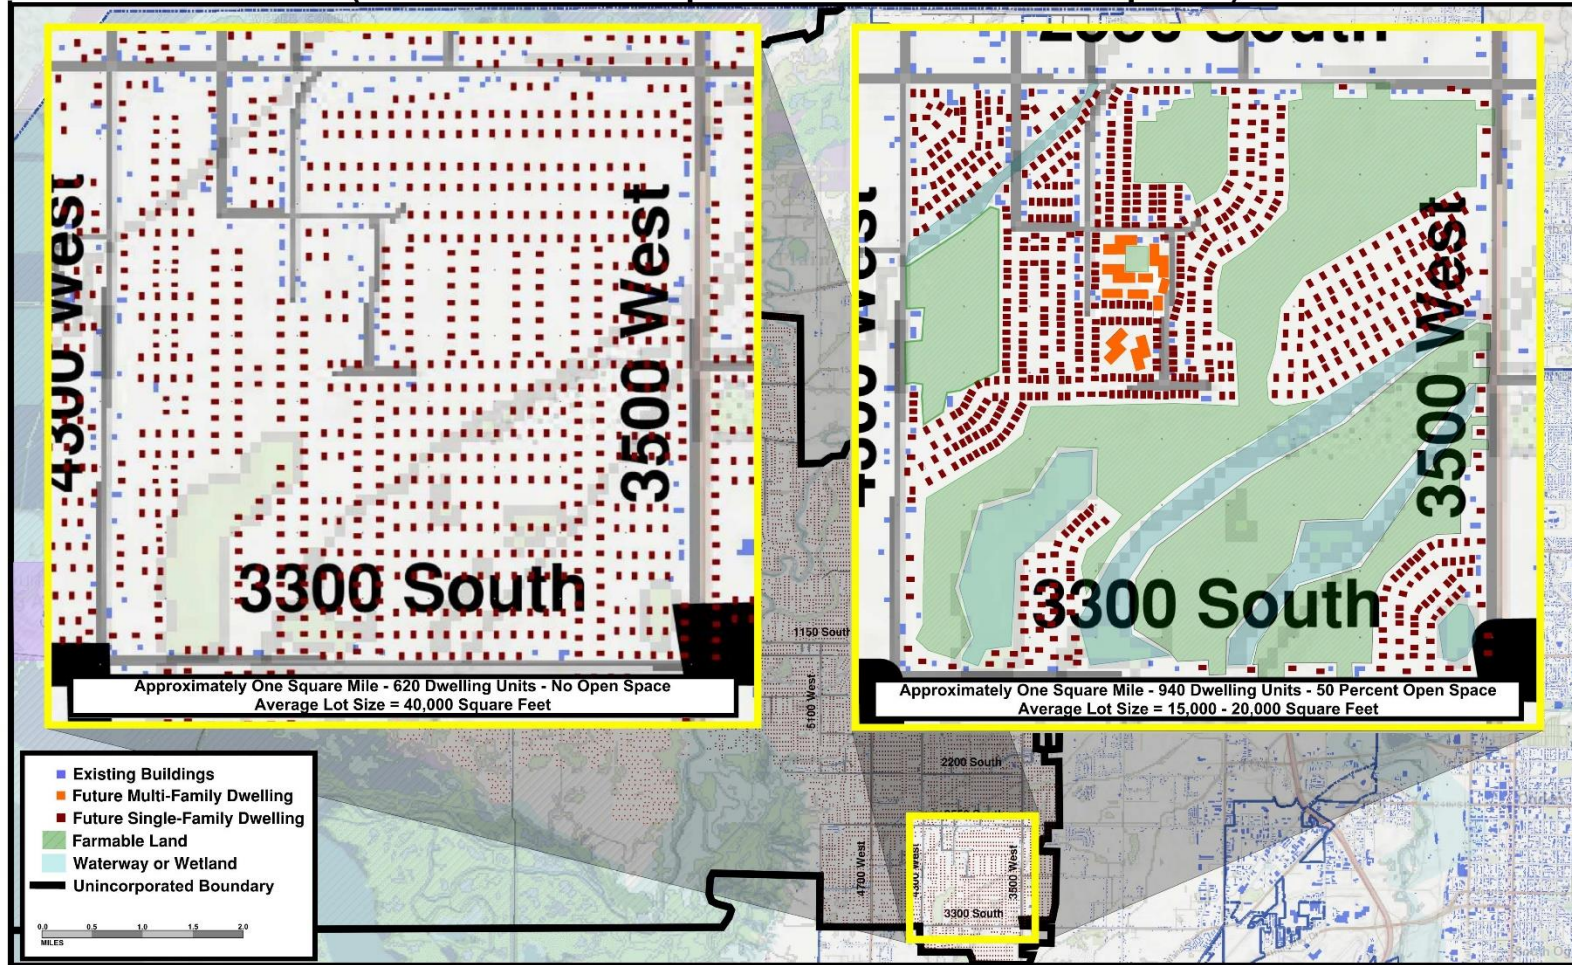 4300 West
3500 West
3300 South
Approximately One Square Mile - 620 Dwelling Units - No Open Space
Average Lot Size = 40,000 Square Feet
South
3500 West
3300 South
Approximately One Square Mile - 940 Dwelling Units - 50 Percent Open Space
Average Lot Size = 15,000 - 20,000 Square Feet
1150 South
5100 West
2200 South
4700 West
4300 West
3500 West
3300 South
Existing Buildings
Future Multi-Family Dwelling
Future Single-Family Dwelling
Farmable Land
Waterway or Wetland
Unincorporated Boundary
0.0 0.5 1.0 1.5 2.0
MILES